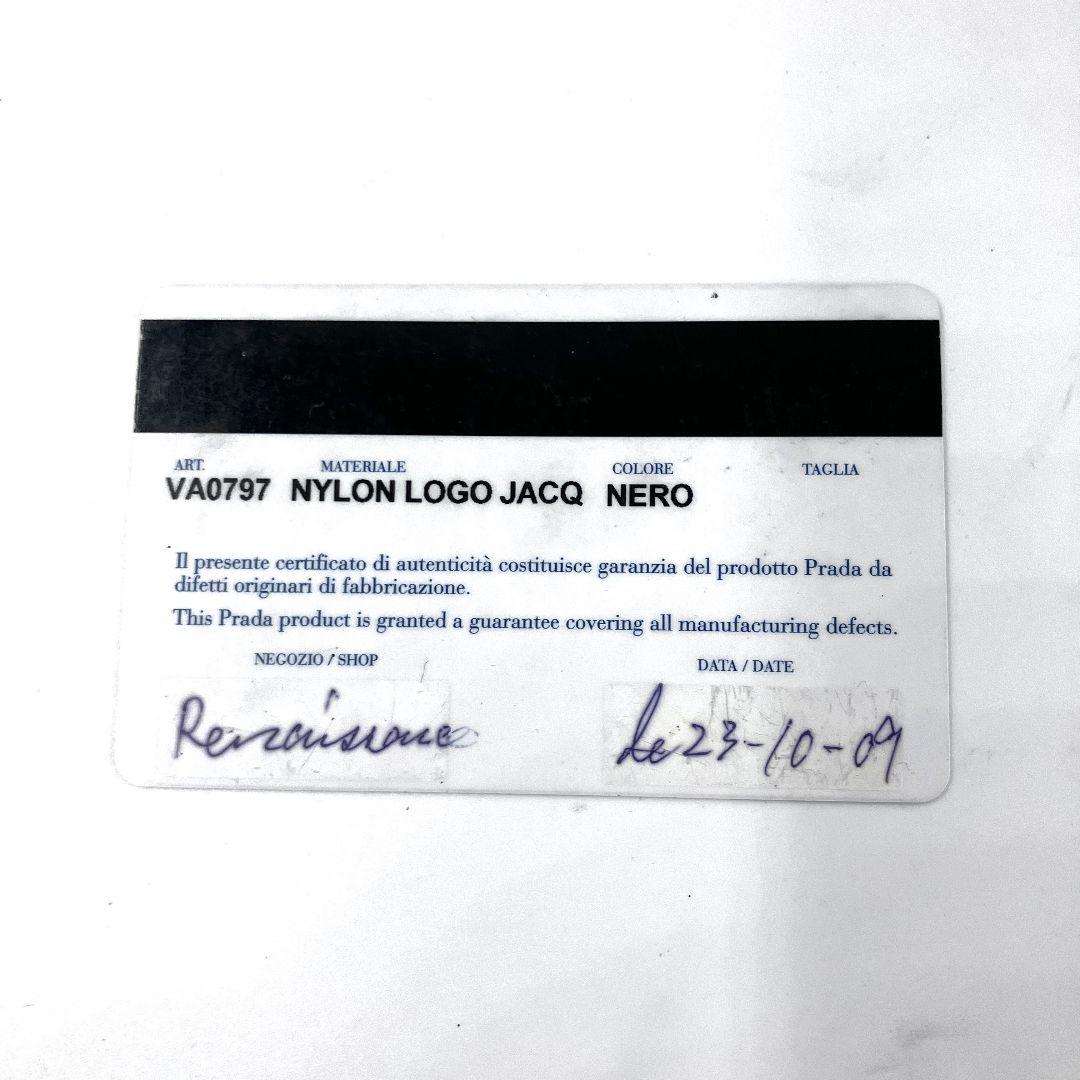 ART. MATERIALE COLORE TAGLIA
VA0797 NYLON LOGO JACQ NERO
Il presente certificato di autenticità costituisce garanzia del prodotto Prada da
difetti originari di fabbricazione.
This Prada product is granted a guarantee covering all manufacturing defects.
NEGOZIO / SHOP DATA / DATE
Renaissance le 23-10-09